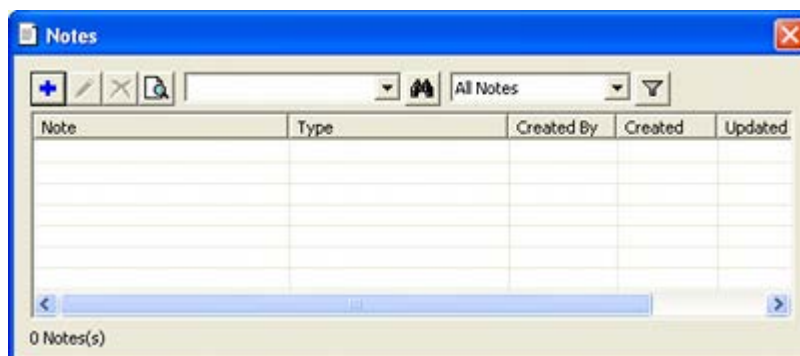 Notes
All Notes
Note Type Created By Created Updated
0 Notes(s)